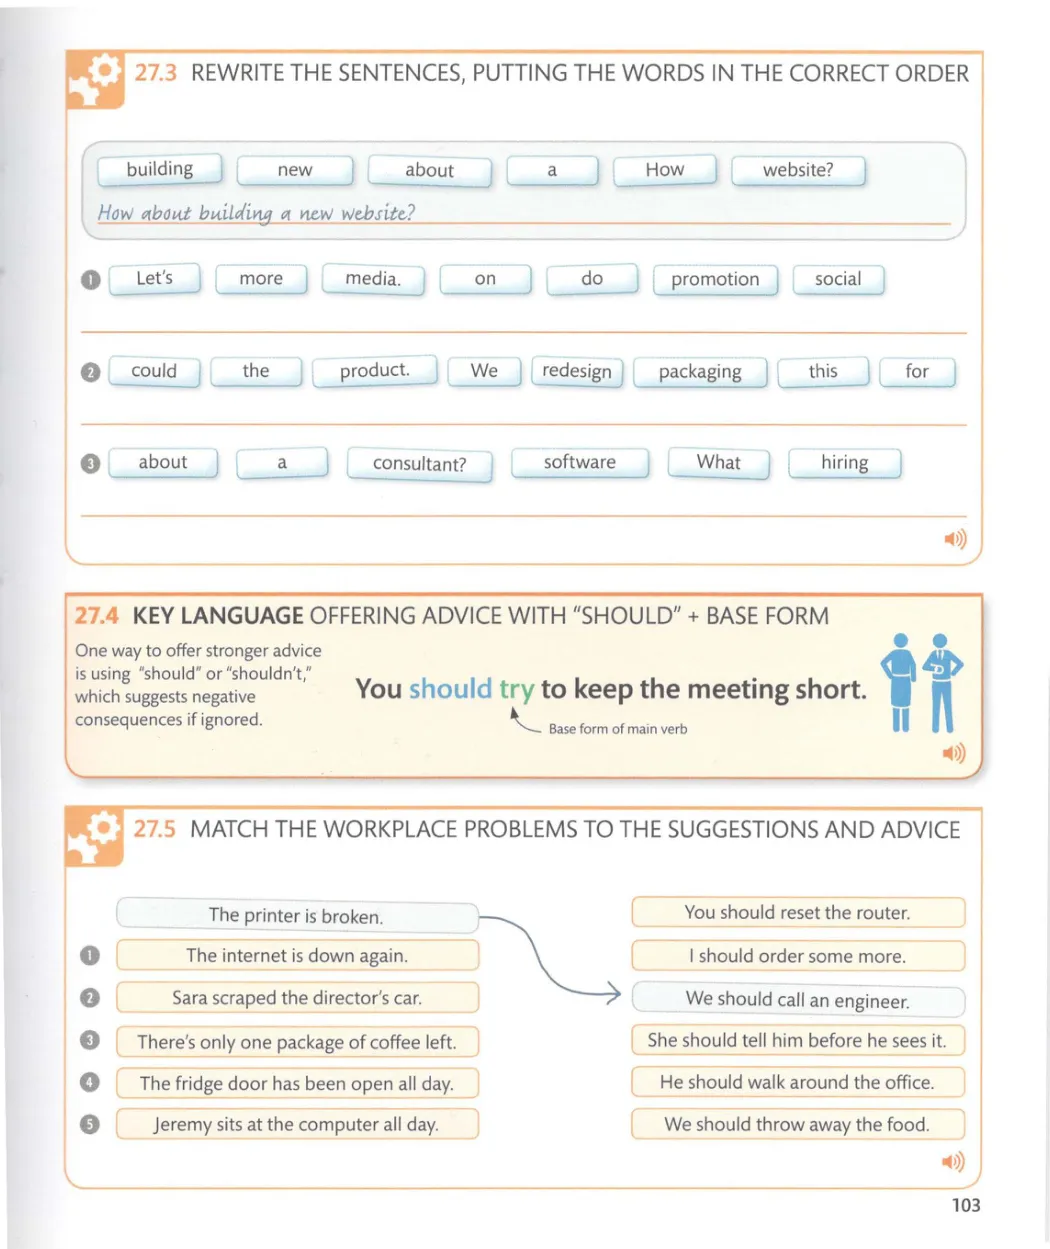 27.3 REWRITE THE SENTENCES, PUTTING THE WORDS IN THE CORRECT ORDER
building new about a How website?
How about building a new website?
1 Let's more media. on do promotion social
2 could the product. We redesign packaging this for
3 about a consultant? software What hiring
27.4 KEY LANGUAGE OFFERING ADVICE WITH "SHOULD" + BASE FORM
One way to offer stronger advice
is using "should" or "shouldn't,"
which suggests negative
consequences if ignored.
You should try to keep the meeting short.
Base form of main verb
27.5 MATCH THE WORKPLACE PROBLEMS TO THE SUGGESTIONS AND ADVICE
The printer is broken.
1 The internet is down again.
2 Sara scraped the director's car.
3 There's only one package of coffee left.
4 The fridge door has been open all day.
5 Jeremy sits at the computer all day.
You should reset the router.
I should order some more.
We should call an engineer.
She should tell him before he sees it.
He should walk around the office.
We should throw away the food.
103